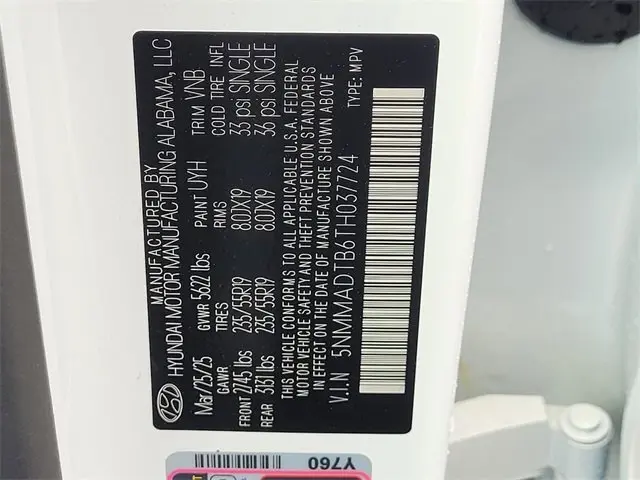 MANUFACTURED BY
HYUNDAI MOTOR MANUFACTURING ALABAMA, LLC
Mar/25/25 GVWR 5622 lbs PAINT UYH TRIM VNB
GAWR TIRES RIMS COLD TIRE INFL
FRONT 2745 lbs 235/55R19 8.0JX19 33 psi SINGLE
REAR 3131 lbs 235/55R19 8.0JX19 36 psi SINGLE
THIS VEHICLE CONFORMS TO ALL APPLICABLE U.S.A. FEDERAL
MOTOR VEHICLE SAFETY AND THEFT PREVENTION STANDARDS
IN EFFECT ON THE DATE OF MANUFACTURE SHOWN ABOVE
V.I.N 5NMMADTB6TH037724 TYPE: MPV
Y760